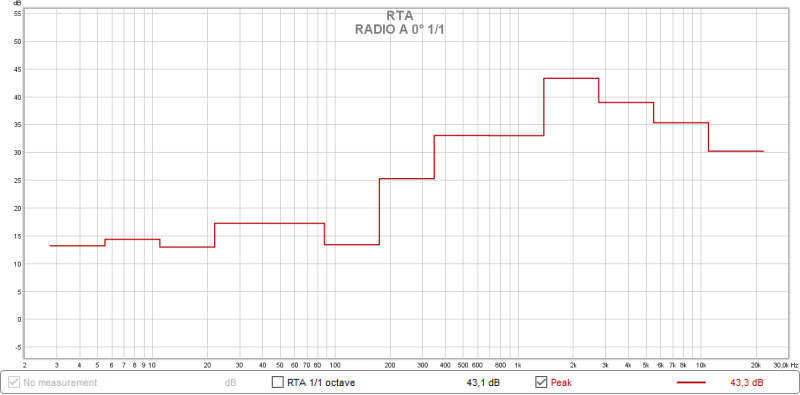 dB
RTA
RADIO A 0° 1/1
55
50
45
40
35
30
25
20
15
10
5
0
-5
2 3 4 5 6 7 8 9 10 20 30 40 50 60 80 100 200 300 400 500 600 800 1k 2k 3k 4k 5k 6k 7k 8k 10k 20k 30,0k Hz
No measurement dB RTA 1/1 octave 43,1 dB Peak 43,3 dB